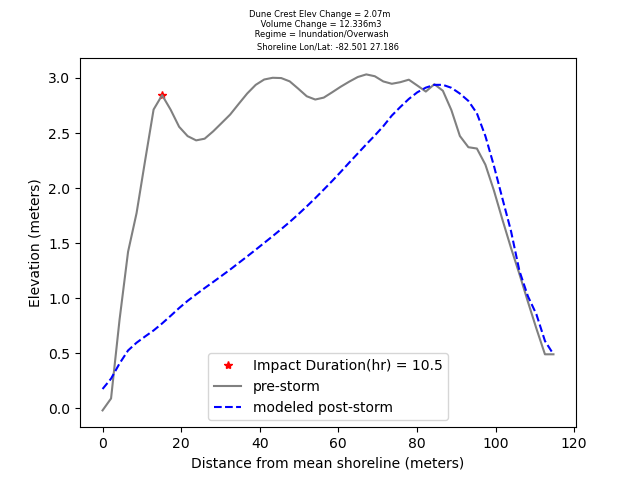 Dune Crest Elev Change = 2.07m
Volume Change = 12.336m3
Regime = Inundation/Overwash
Shoreline Lon/Lat: -82.501 27.186
3.0
2.5
2.0
1.5
1.0
0.5
0.0
Elevation (meters)
Impact Duration(hr) = 10.5
pre-storm
modeled post-storm
0 20 40 60 80 100 120
Distance from mean shoreline (meters)